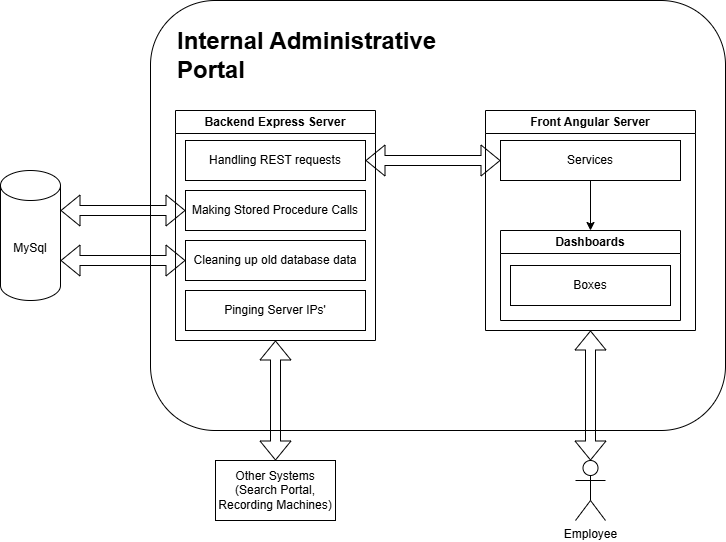 Internal Administrative
Portal
Backend Express Server
Handling REST requests
Making Stored Procedure Calls
Cleaning up old database data
Pinging Server IPs'
Front Angular Server
Services
Dashboards
Boxes
MySql
Other Systems
(Search Portal,
Recording Machines)
Employee